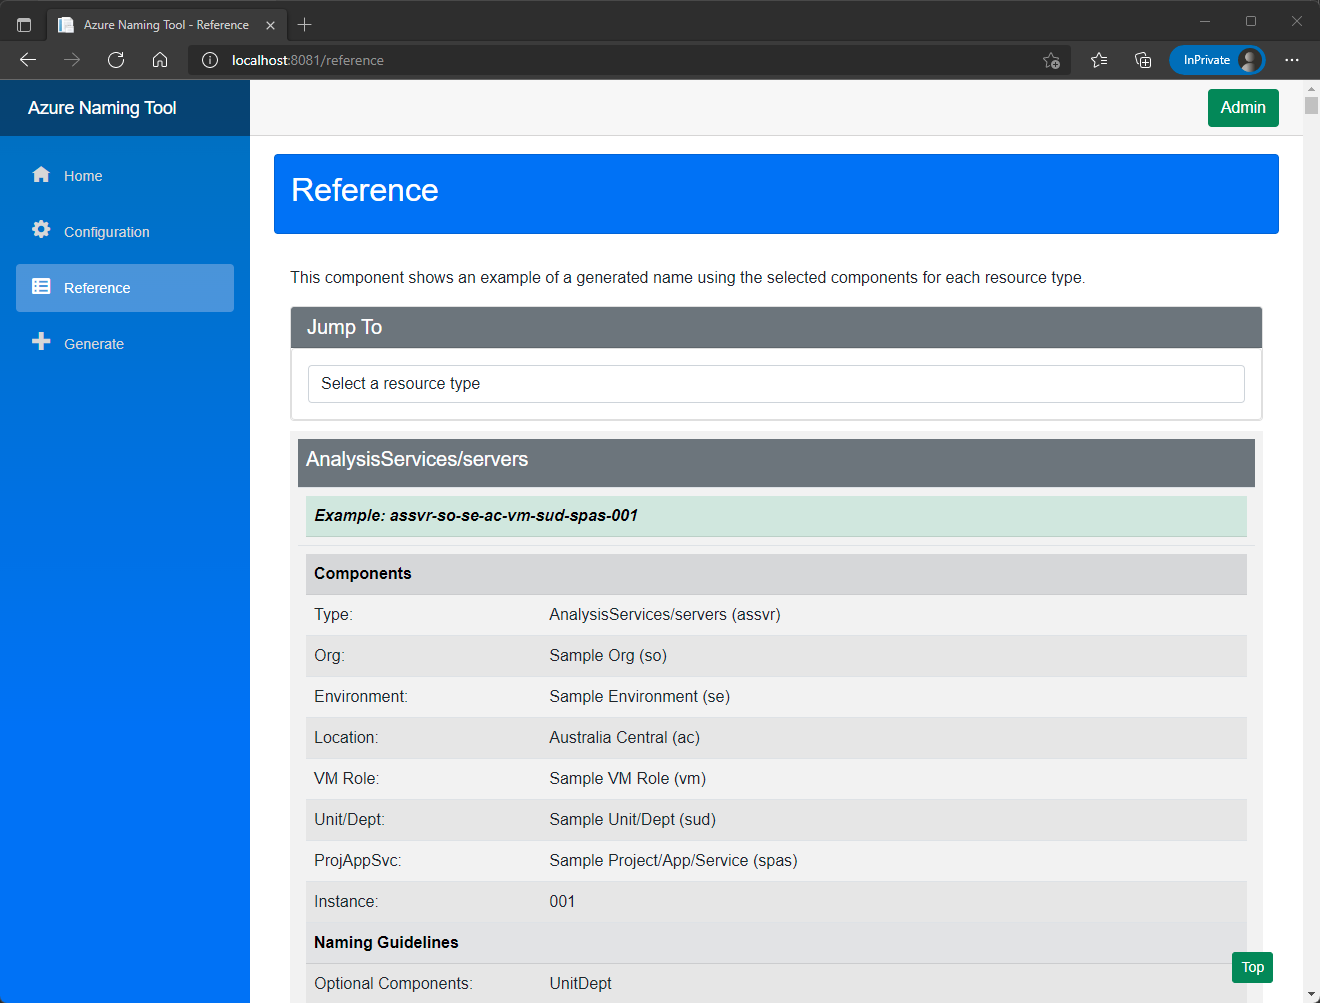 Azure Naming Tool - Reference
localhost:8081/reference
InPrivate
Azure Naming Tool
Admin
Home
Configuration
Reference
Generate
Reference
This component shows an example of a generated name using the selected components for each resource type.
Jump To
Select a resource type
AnalysisServices/servers
Example: assvr-so-se-ac-vm-sud-spas-001
Components
Type: AnalysisServices/servers (assvr)
Org: Sample Org (so)
Environment: Sample Environment (se)
Location: Australia Central (ac)
VM Role: Sample VM Role (vm)
Unit/Dept: Sample Unit/Dept (sud)
ProjAppSvc: Sample Project/App/Service (spas)
Instance: 001
Naming Guidelines
Optional Components: UnitDept
Top